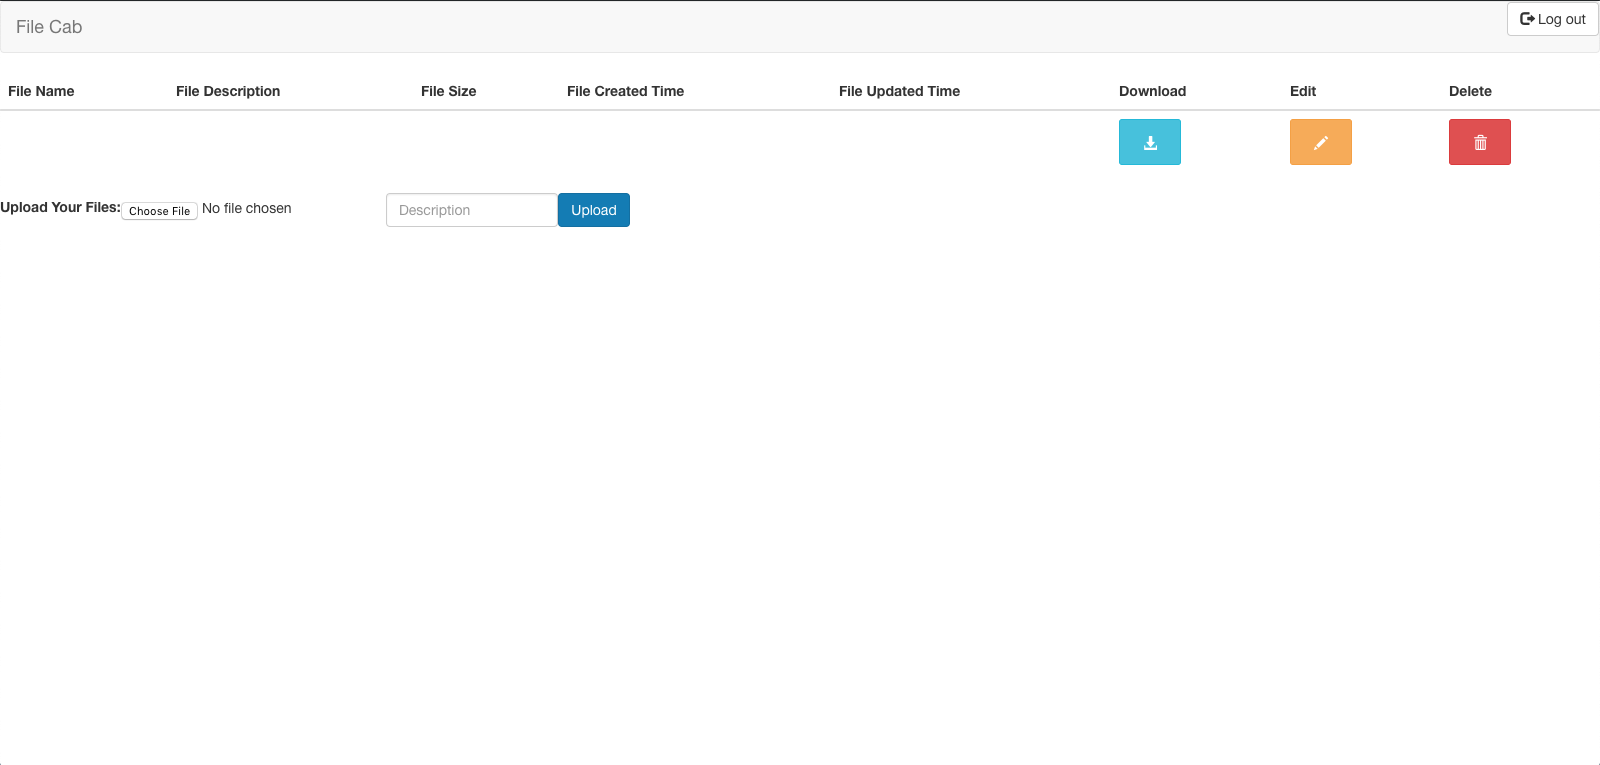 File Cab
Log out
File Name File Description File Size File Created Time File Updated Time Download Edit Delete
Upload Your Files: Choose File No file chosen Description Upload